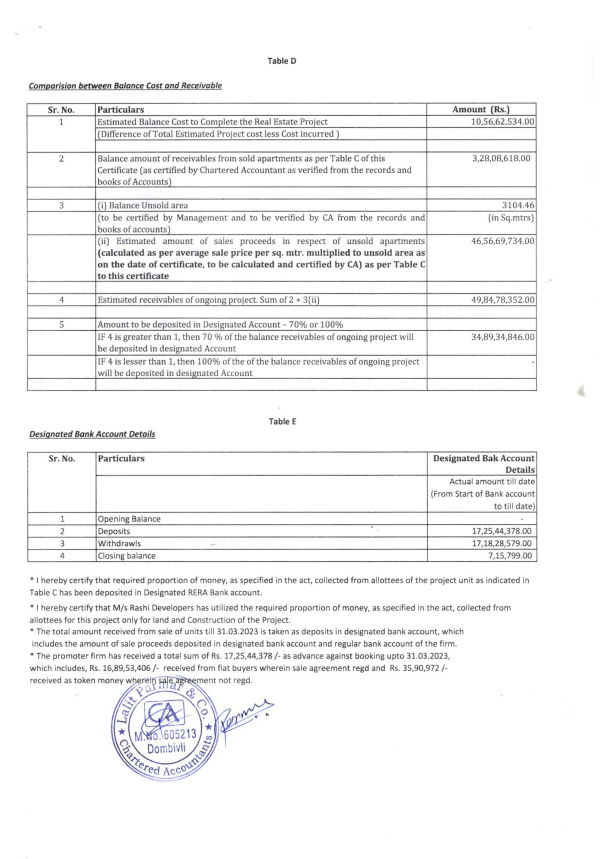 Table D
Comparision between Balance Cost and Receivable
Sr. No. Particulars Amount (Rs.)
1 Estimated Balance Cost to Complete the Real Estate Project 10,56,62,534.00
(Difference of Total Estimated Project cost less Cost incurred )
2 Balance amount of receivables from sold apartments as per Table C of this 3,28,08,618.00
Certificate (as certified by Chartered Accountant as verified from the records and
books of Accounts)
3 (i) Balance Unsold area 3104.46
(to be certified by Management and to be verified by CA from the records and (in Sq.mtrs)
books of accounts)
(ii) Estimated amount of sales proceeds in respect of unsold apartments 46,56,69,734.00
(calculated as per average sale price per sq. mtr. multiplied to unsold area as
on the date of certificate, to be calculated and certified by CA) as per Table C
to this certificate
4 Estimated receivables of ongoing project. Sum of 2 + 3(ii) 49,84,78,352.00
5 Amount to be deposited in Designated Account – 70% or 100%
IF 4 is greater than 1, then 70 % of the balance receivables of ongoing project will 34,89,34,846.00
be deposited in designated Account
IF 4 is lesser than 1, then 100% of the of the balance receivables of ongoing project -
will be deposited in designated Account
Table E
Designated Bank Account Details
Sr. No. Particulars Designated Bak Account
Details
Actual amount till date
(From Start of Bank account
to till date)
1 Opening Balance -
2 Deposits 17,25,44,378.00
3 Withdrawls 17,18,28,579.00
4 Closing balance 7,15,799.00
* I hereby certify that required proportion of money, as specified in the act, collected from allottees of the project unit as indicated in
Table C has been deposited in Designated RERA Bank account.
* I hereby certify that M/s Rashi Developers has utilized the required proportion of money, as specified in the act, collected from
allottees for this project only for land and Construction of the Project.
* The total amount received from sale of units till 31.03.2023 is taken as deposits in designated bank account, which
includes the amount of sale proceeds deposited in designated bank account and regular bank account of the firm.
* The promoter firm has received a total sum of Rs. 17,25,44,378 /- as advance against booking upto 31.03.2023,
which includes, Rs. 16,89,53,406 /- received from flat buyers wherein sale agreement regd and Rs. 35,90,972 /-
received as token money wherein sale agreement not regd.
Lalit Parmar & Co.
CA
M.No. 605213
Dombivli
Chartered Accountants